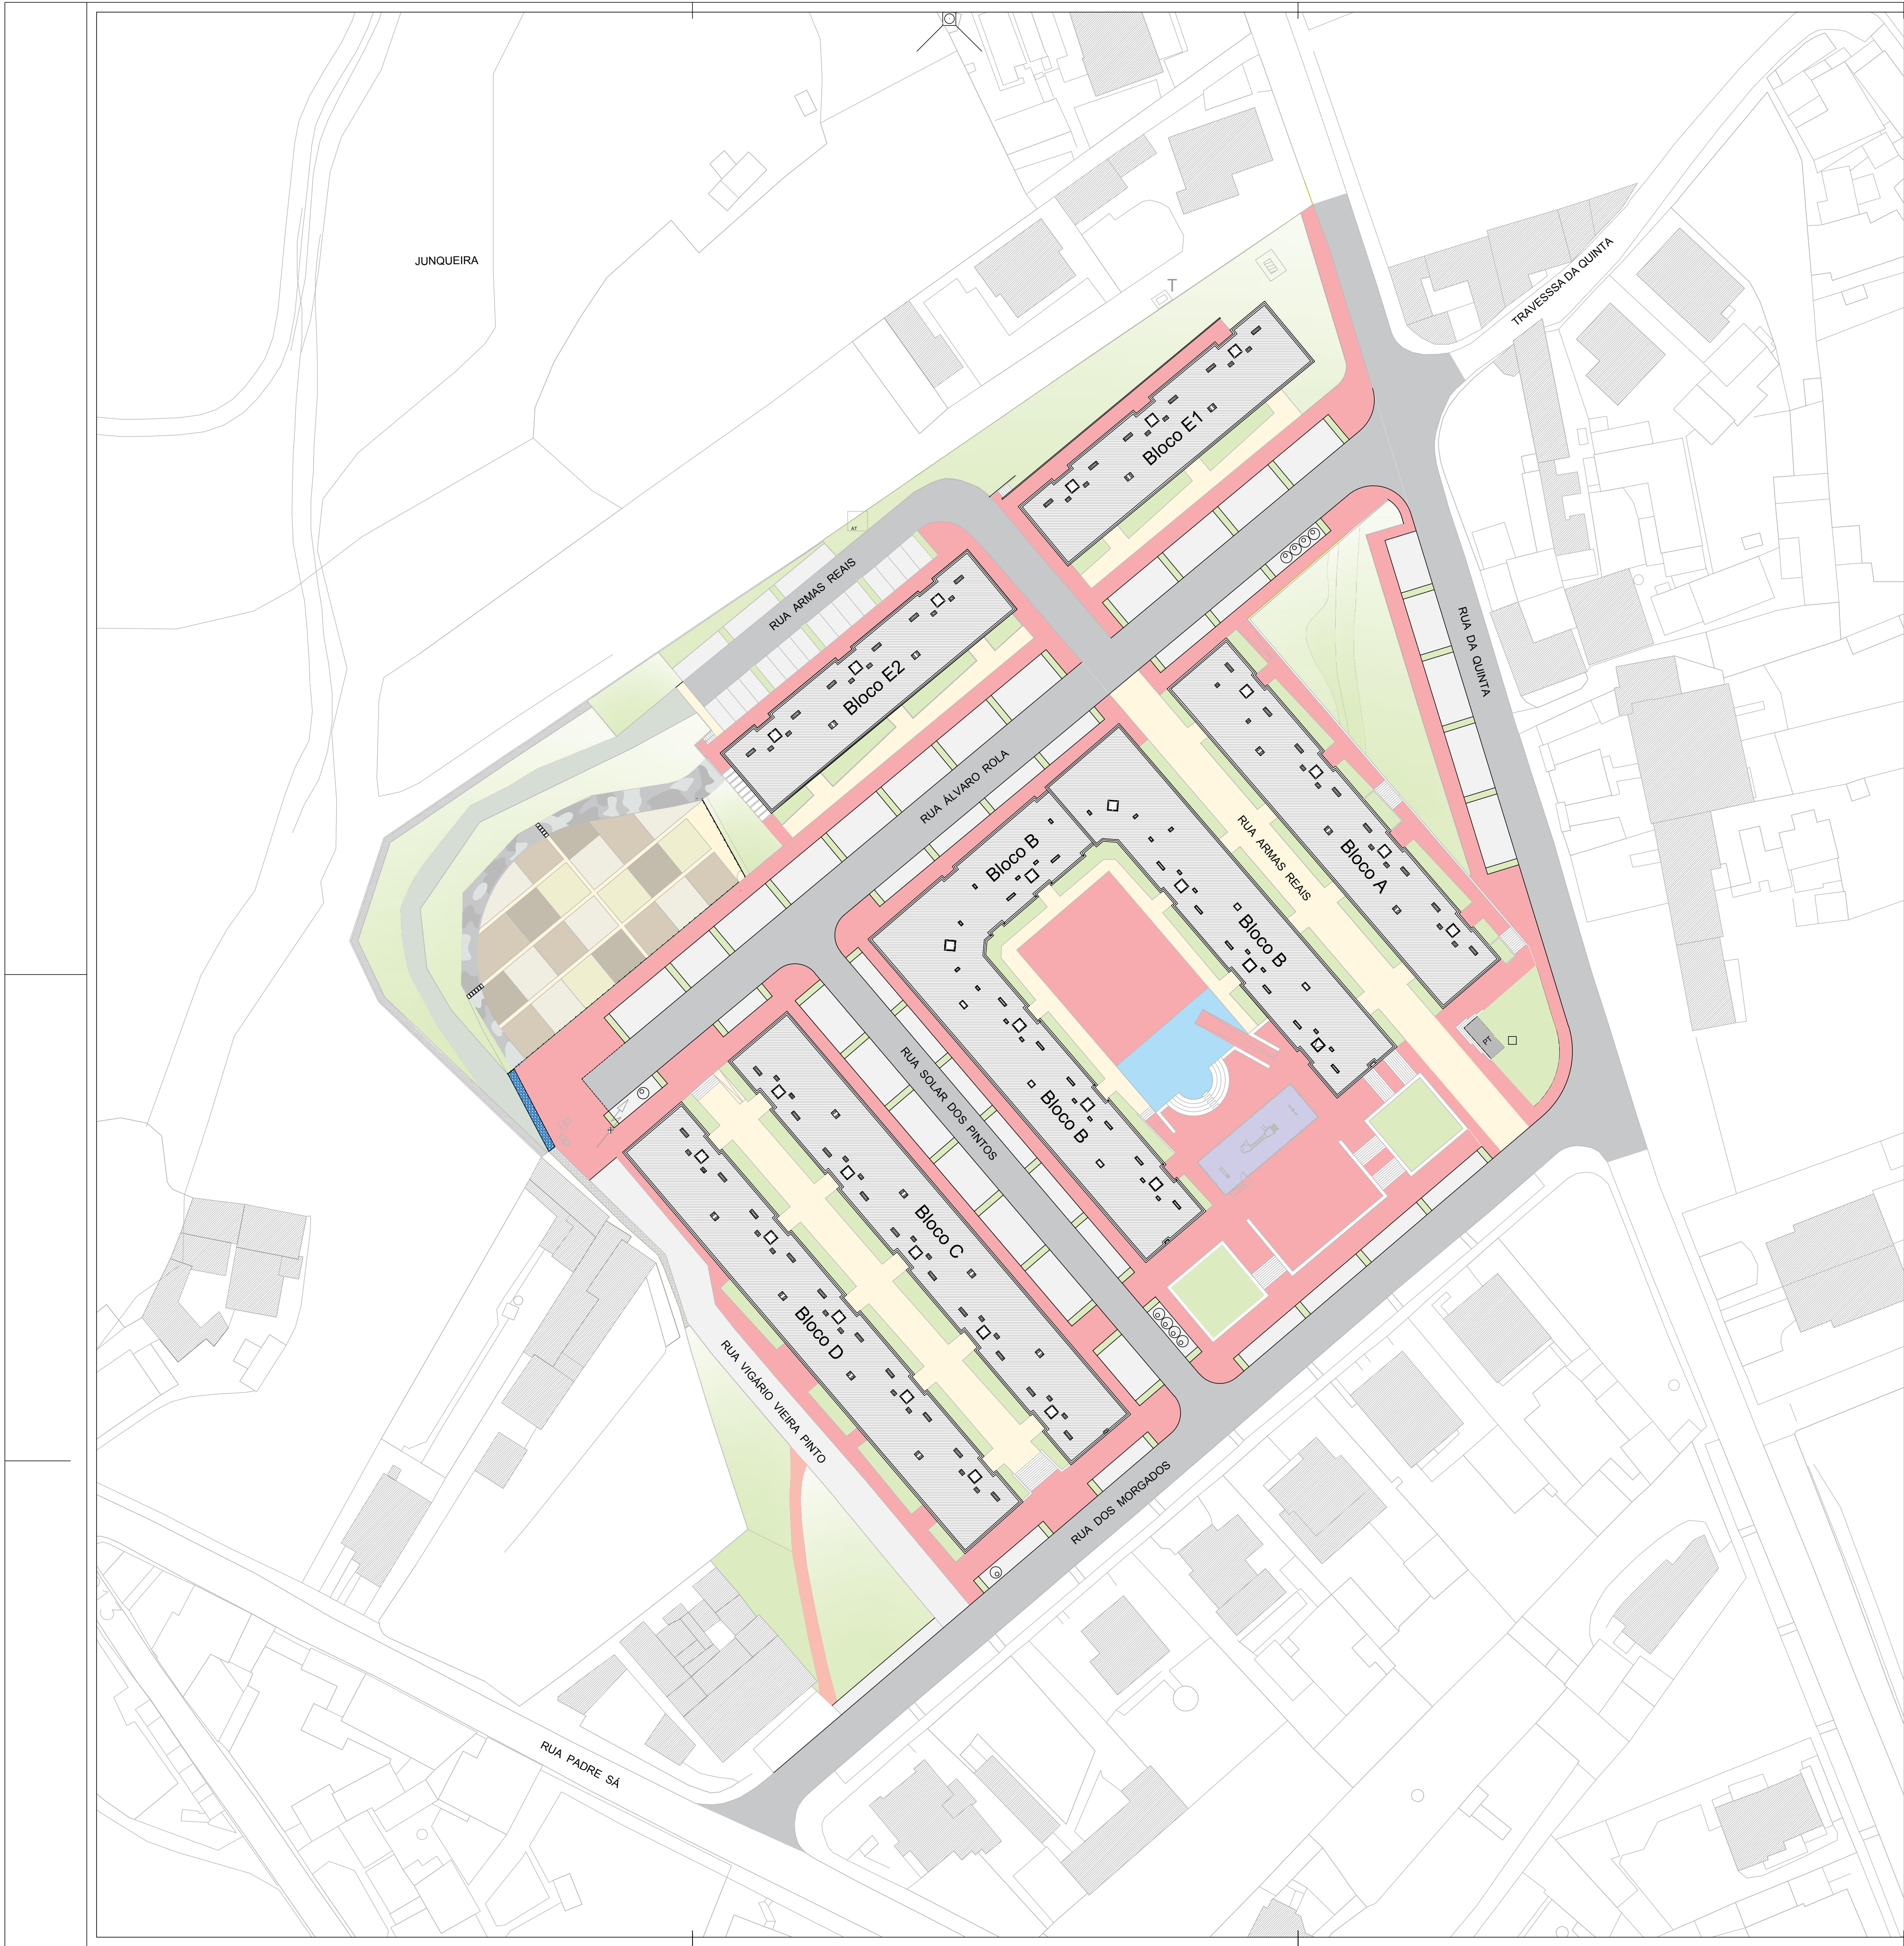 JUNQUEIRA
TRAVESSSA DA QUINTA
T
Bloco E1
AT
RUA ARMAS REAIS
RUA DA QUINTA
Bloco E2
RUA ÁLVARO ROLA
Bloco B
RUA ARMAS REAIS
Bloco A
Bloco B
PT
RUA SOLAR DOS PINTOS
Bloco B
Bloco C
Bloco D
RUA VIGÁRIO VIEIRA PINTO
RUA DOS MORGADOS
RUA PADRE SÁ